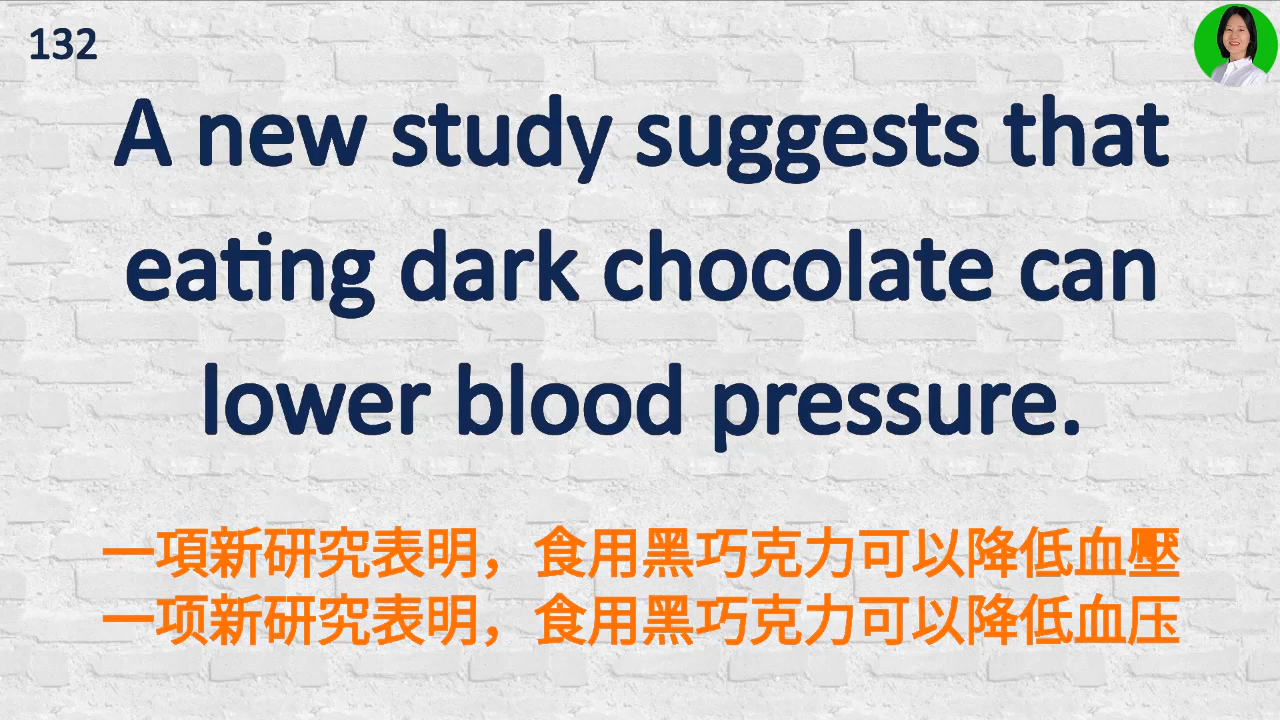 132
A new study suggests that
eating dark chocolate can
lower blood pressure.
一項新研究表明，食用黑巧克力可以降低血壓
一项新研究表明，食用黑巧克力可以降低血压